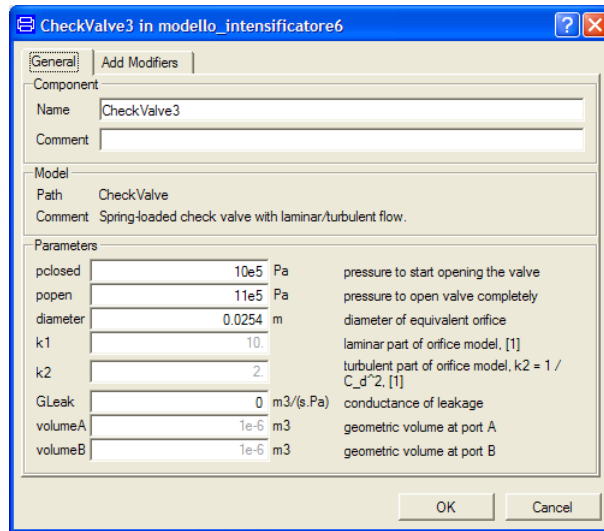 CheckValve3 in modello_intensificatore6
General Add Modifiers
Component
Name CheckValve3
Comment
Model
Path CheckValve
Comment Spring-loaded check valve with laminar/turbulent flow.
Parameters
pclosed 10e5 Pa pressure to start opening the valve
popen 11e5 Pa pressure to open valve completely
diameter 0.0254 m diameter of equivalent orifice
k1 10. laminar part of orifice model, [1]
k2 2. turbulent part of orifice model, k2 = 1 /
C_d^2, [1]
GLeak 0 m3/(s.Pa) conductance of leakage
volumeA 1e-6 m3 geometric volume at port A
volumeB 1e-6 m3 geometric volume at port B
OK Cancel